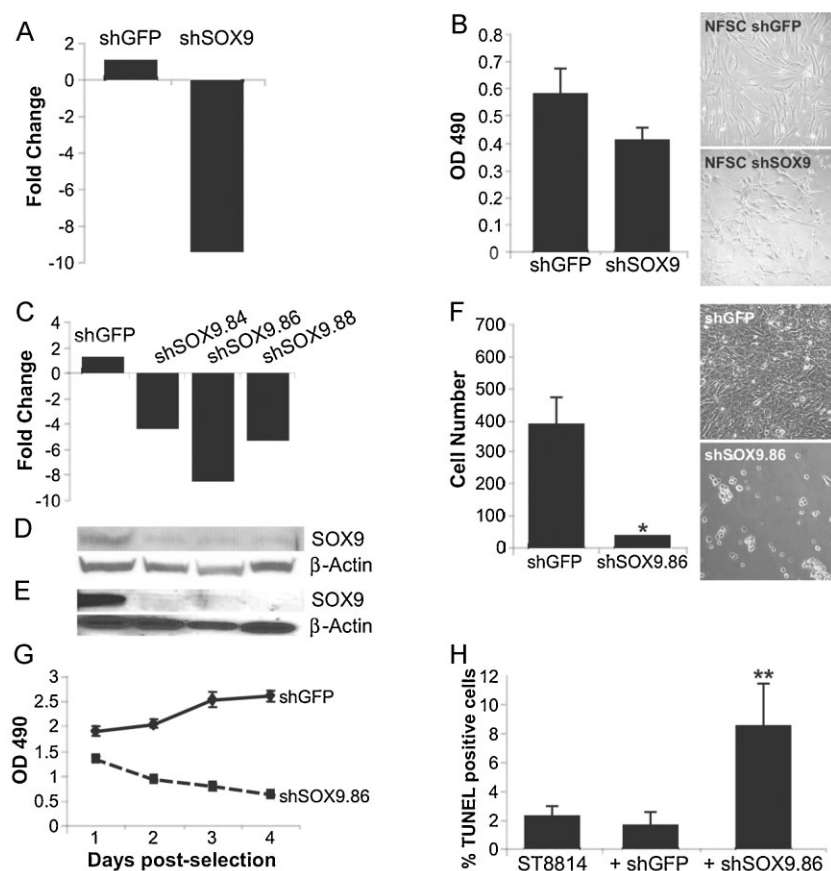 A
shGFP shSOX9
2
0
-2
-4
-6
-8
-10
Fold Change
B
0.8
0.7
0.6
0.5
0.4
0.3
0.2
0.1
0
OD 490
shGFP shSOX9
NFSC shGFP
NFSC shSOX9
C
shGFP
shSOX9.84
shSOX9.86
shSOX9.88
4
2
0
-2
-4
-6
-8
-10
Fold Change
D
SOX9
β-Actin
E
SOX9
β-Actin
F
700
600
500
400
300
200
100
0
Cell Number
*
shGFP shSOX9.86
shGFP
shSOX9.86
G
3
2.5
2
1.5
1
0.5
0
OD 490
shGFP
shSOX9.86
1 2 3 4
Days post-selection
H
12
10
8
6
4
2
0
% TUNEL positive cells
**
ST8814 + shGFP + shSOX9.86